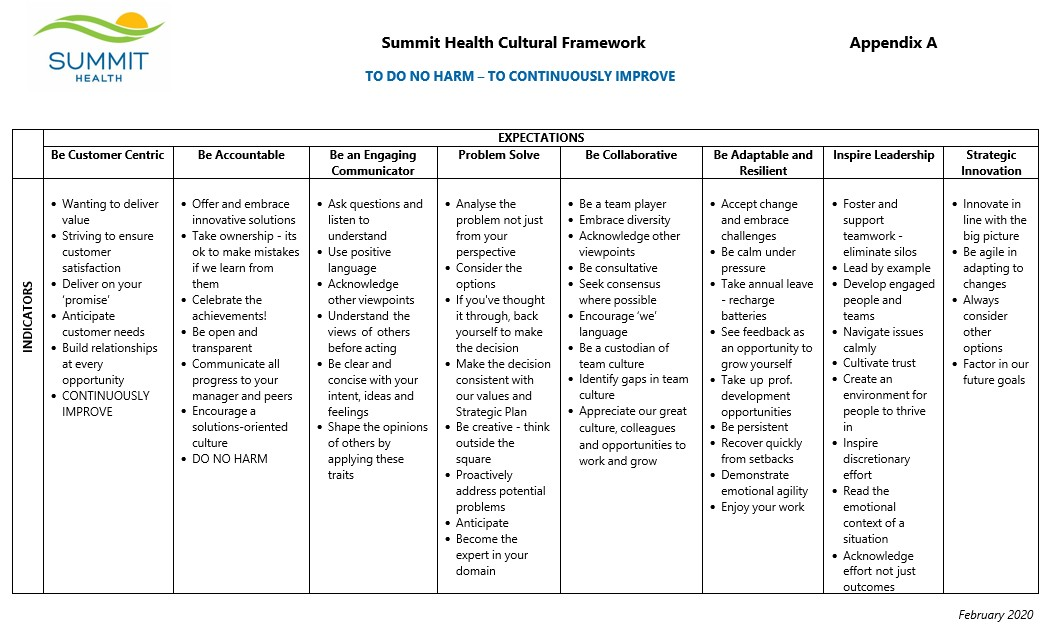 SUMMIT
HEALTH
Summit Health Cultural Framework
Appendix A
TO DO NO HARM – TO CONTINUOUSLY IMPROVE
EXPECTATIONS
INDICATORS
Be Customer Centric
• Wanting to deliver
value
• Striving to ensure
customer
satisfaction
• Deliver on your
‘promise’
• Anticipate
customer needs
• Build relationships
at every
opportunity
• CONTINUOUSLY
IMPROVE
Be Accountable
• Offer and embrace
innovative solutions
• Take ownership - its
ok to make mistakes
if we learn from
them
• Celebrate the
achievements!
• Be open and
transparent
• Communicate all
progress to your
manager and peers
• Encourage a
solutions-oriented
culture
• DO NO HARM
Be an Engaging
Communicator
• Ask questions and
listen to
understand
• Use positive
language
• Acknowledge
other viewpoints
• Understand the
views of others
before acting
• Be clear and
concise with your
intent, ideas and
feelings
• Shape the opinions
of others by
applying these
traits
Problem Solve
• Analyse the
problem not just
from your
perspective
• Consider the
options
• If you've thought
it through, back
yourself to make
the decision
• Make the decision
consistent with
our values and
Strategic Plan
• Be creative - think
outside the
square
• Proactively
address potential
problems
• Anticipate
• Become the
expert in your
domain
Be Collaborative
• Be a team player
• Embrace diversity
• Acknowledge other
viewpoints
• Be consultative
• Seek consensus
where possible
• Encourage ‘we’
language
• Be a custodian of
team culture
• Identify gaps in team
culture
• Appreciate our great
culture, colleagues
and opportunities to
work and grow
Be Adaptable and
Resilient
• Accept change
and embrace
challenges
• Be calm under
pressure
• Take annual leave
- recharge
batteries
• See feedback as
an opportunity to
grow yourself
• Take up prof.
development
opportunities
• Be persistent
• Recover quickly
from setbacks
• Demonstrate
emotional agility
• Enjoy your work
Inspire Leadership
• Foster and
support
teamwork -
eliminate silos
• Lead by example
• Develop engaged
people and
teams
• Navigate issues
calmly
• Cultivate trust
• Create an
environment for
people to thrive
in
• Inspire
discretionary
effort
• Read the
emotional
context of a
situation
• Acknowledge
effort not just
outcomes
Strategic
Innovation
• Innovate in
line with the
big picture
• Be agile in
adapting to
changes
• Always
consider
other
options
• Factor in our
future goals
February 2020